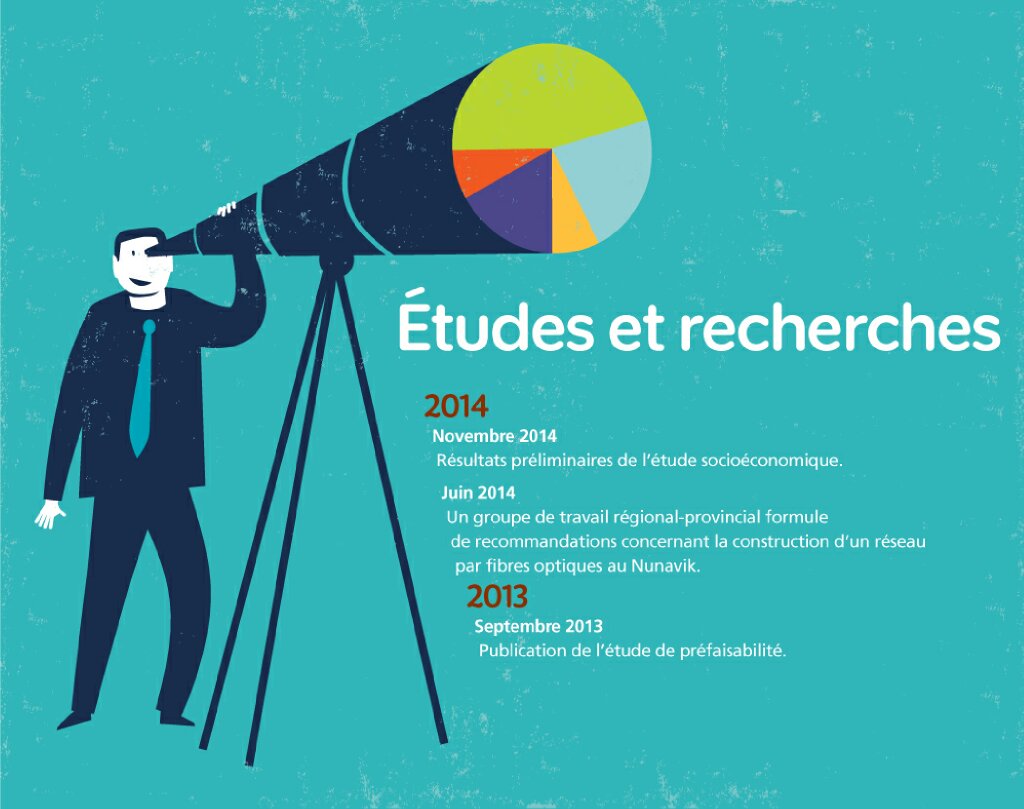 Études et recherches
2014
Novembre 2014
Résultats préliminaires de l'étude socioéconomique.
Juin 2014
Un groupe de travail régional-provincial formule
de recommandations concernant la construction d'un réseau
par fibres optiques au Nunavik.
2013
Septembre 2013
Publication de l'étude de préfaisabilité.